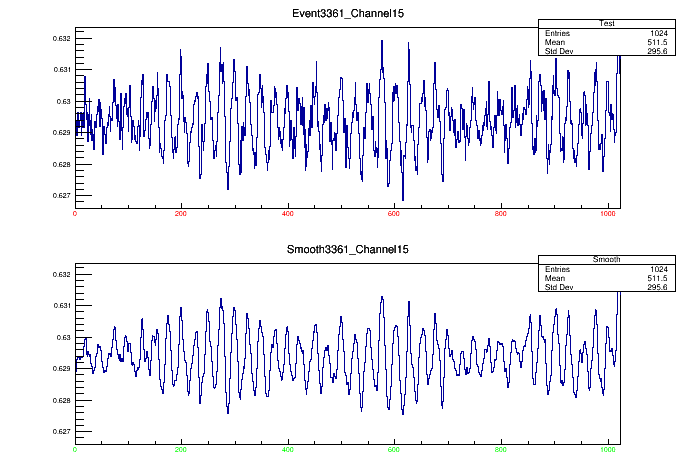 Event3361_Channel15
Test
Entries 1024
Mean 511.5
Std Dev 295.6
0.632
0.631
0.63
0.629
0.628
0.627
0 200 400 600 800 1000
Smooth3361_Channel15
Smooth
Entries 1024
Mean 511.5
Std Dev 295.6
0.632
0.631
0.63
0.629
0.628
0.627
0 200 400 600 800 1000